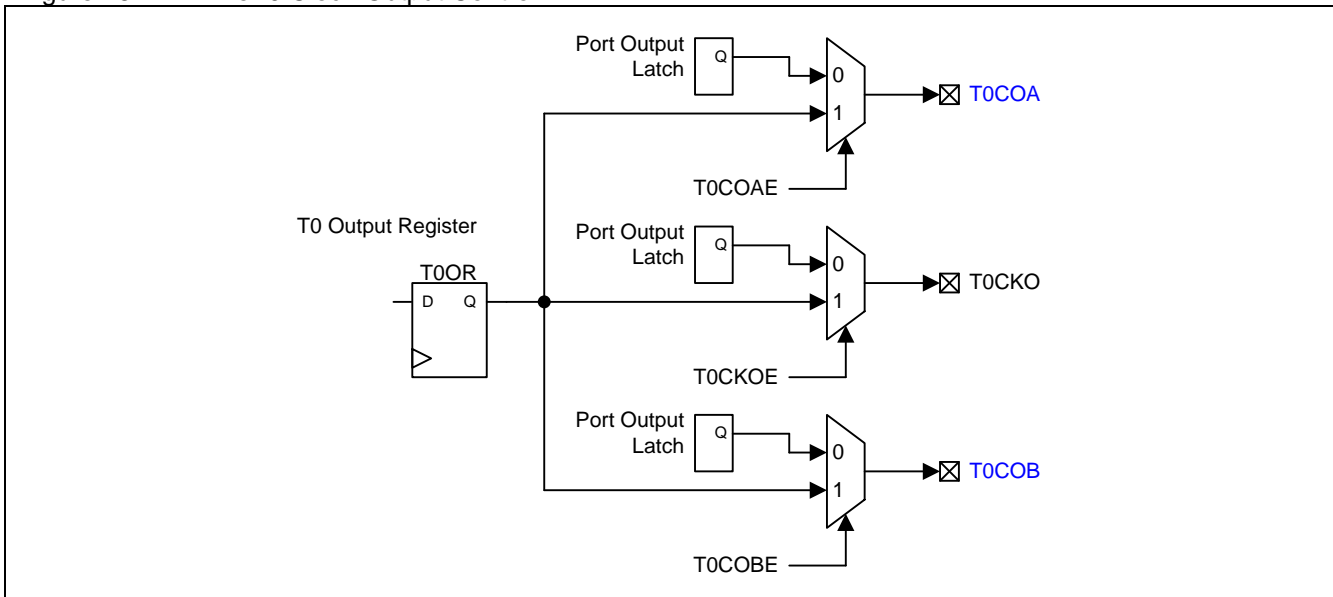 Port Output
Latch
Q
0
1
T0COA
T0COAE
T0 Output Register
T0OR
D Q
Port Output
Latch
Q
0
1
T0CKO
T0CKOE
Port Output
Latch
Q
0
1
T0COB
T0COBE